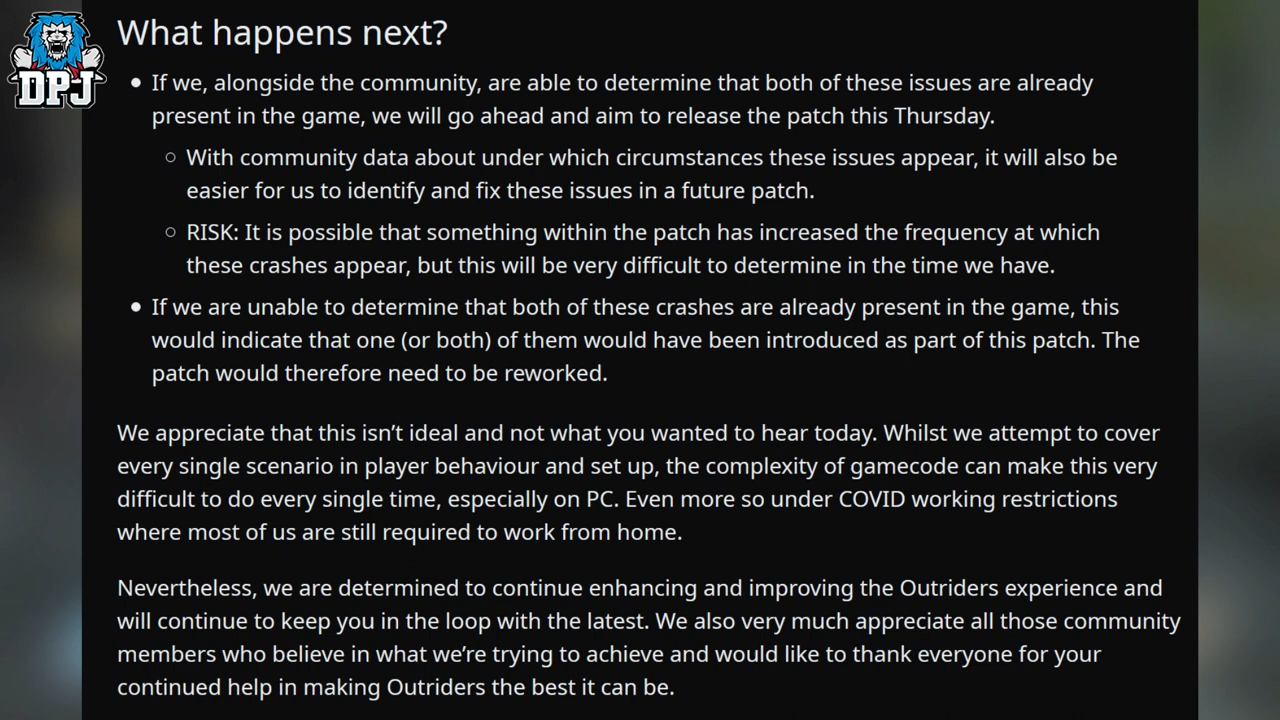 DPJ
What happens next?
• If we, alongside the community, are able to determine that both of these issues are already
present in the game, we will go ahead and aim to release the patch this Thursday.
○ With community data about under which circumstances these issues appear, it will also be
easier for us to identify and fix these issues in a future patch.
○ RISK: It is possible that something within the patch has increased the frequency at which
these crashes appear, but this will be very difficult to determine in the time we have.
• If we are unable to determine that both of these crashes are already present in the game, this
would indicate that one (or both) of them would have been introduced as part of this patch. The
patch would therefore need to be reworked.
We appreciate that this isn’t ideal and not what you wanted to hear today. Whilst we attempt to cover
every single scenario in player behaviour and set up, the complexity of gamecode can make this very
difficult to do every single time, especially on PC. Even more so under COVID working restrictions
where most of us are still required to work from home.
Nevertheless, we are determined to continue enhancing and improving the Outriders experience and
will continue to keep you in the loop with the latest. We also very much appreciate all those community
members who believe in what we’re trying to achieve and would like to thank everyone for your
continued help in making Outriders the best it can be.